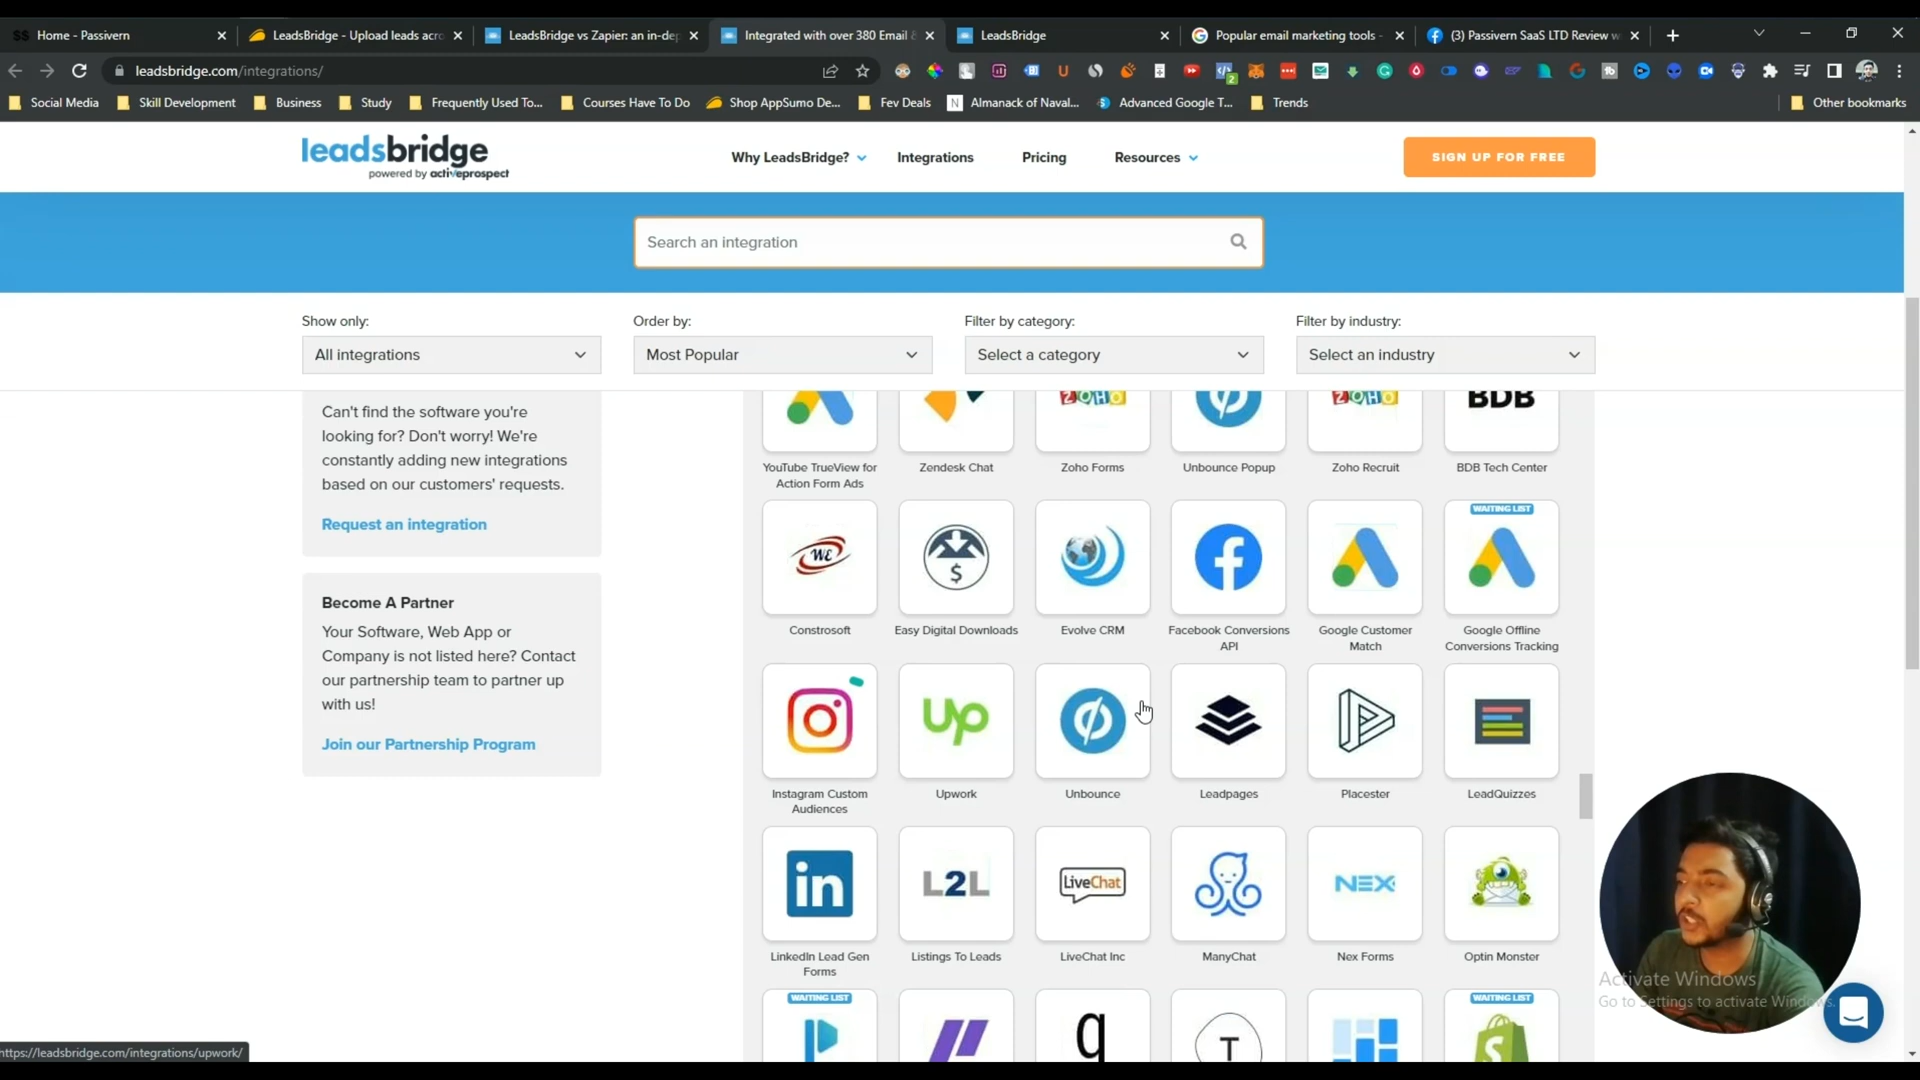 Home - Passivern
LeadsBridge - Upload leads acro
LeadsBridge vs Zapier: an in-dep
Integrated with over 380 Email &
LeadsBridge
Popular email marketing tools -
(3) Passivern SaaS LTD Review w
leadsbridge.com/integrations/
Social Media
Skill Development
Business
Study
Frequently Used To...
Courses Have To Do
Shop AppSumo De...
Fev Deals
Almanack of Naval...
Advanced Google T...
Trends
Other bookmarks
leadsbridge
powered by activeprospect
Why LeadsBridge?
Integrations
Pricing
Resources
SIGN UP FOR FREE
Search an integration
Show only:
Order by:
Filter by category:
Filter by industry:
All integrations
Most Popular
Select a category
Select an industry
Can't find the software you're
looking for? Don't worry! We're
constantly adding new integrations
based on our customers' requests.
Request an integration
Become A Partner
Your Software, Web App or
Company is not listed here? Contact
our partnership team to partner up
with us!
Join our Partnership Program
ZOHO
ZOHO
BDB
YouTube TrueView for
Action Form Ads
Zendesk Chat
Zoho Forms
Unbounce Popup
Zoho Recruit
BDB Tech Center
WAITING LIST
WE
Constrosoft
Easy Digital Downloads
Evolve CRM
Facebook Conversions
API
Google Customer
Match
Google Offline
Conversions Tracking
Up
Instagram Custom
Audiences
Upwork
Unbounce
Leadpages
Placester
LeadQuizzes
in
L2L
LiveChat
NEX
LinkedIn Lead Gen
Forms
Listings To Leads
LiveChat Inc
ManyChat
Nex Forms
Optin Monster
WAITING LIST
WAITING LIST
q
T
Activate Windows
Go to Settings to activate Windows.
https://leadsbridge.com/integrations/upwork/